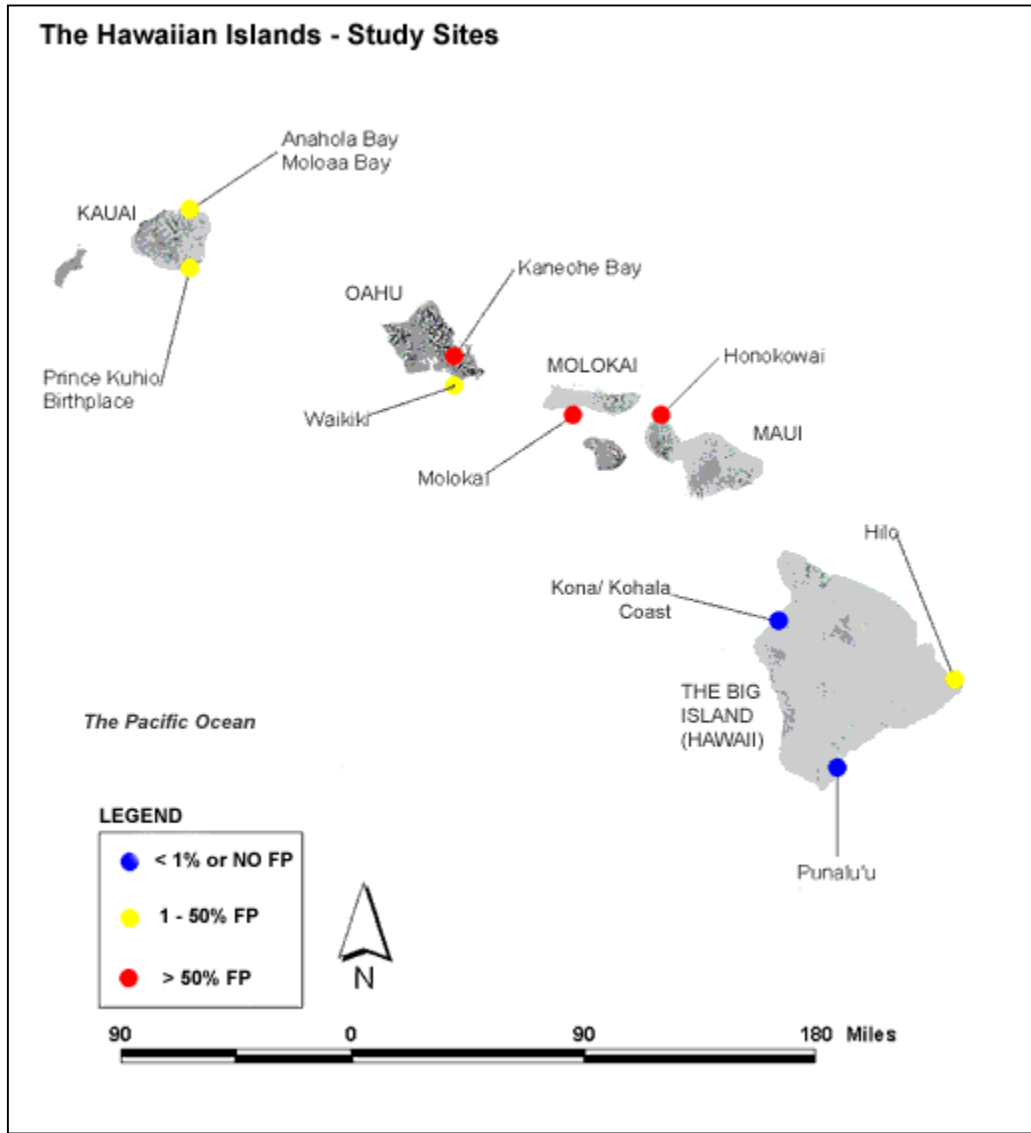 The Hawaiian Islands - Study Sites
Anahola Bay
Moloaa Bay
KAUAI
Kaneohe Bay
OAHU
Honokowai
MOLOKAI
Prince Kuhio
Birthplace
Waikiki
MAUI
Molokai
Hilo
Kona/ Kohala
Coast
THE BIG
ISLAND
(HAWAII)
The Pacific Ocean
LEGEND
< 1% or NO FP
1 - 50% FP
> 50% FP
Punalu'u
N
90 0 90 180 Miles